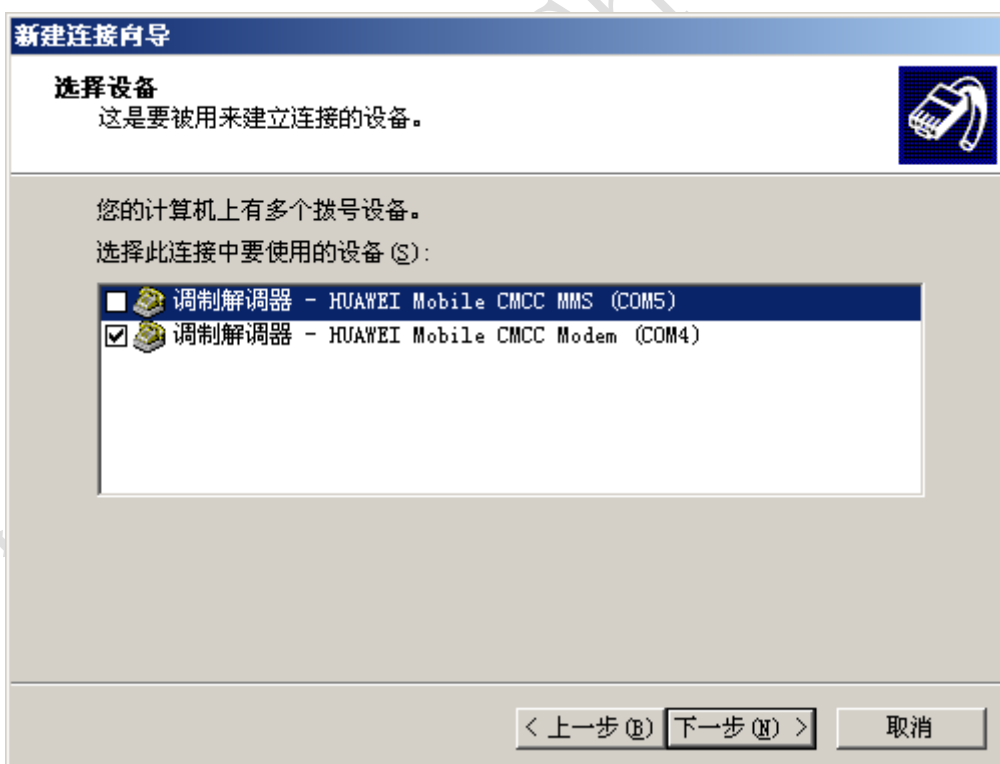 新建连接向导
选择设备
这是要被用来建立连接的设备。
您的计算机上有多个拨号设备。
选择此连接中要使用的设备(S):
调制解调器 - HUAWEI Mobile CMCC MMS (COM5)
调制解调器 - HUAWEI Mobile CMCC Modem (COM4)
< 上一步(B) 下一步(N) > 取消